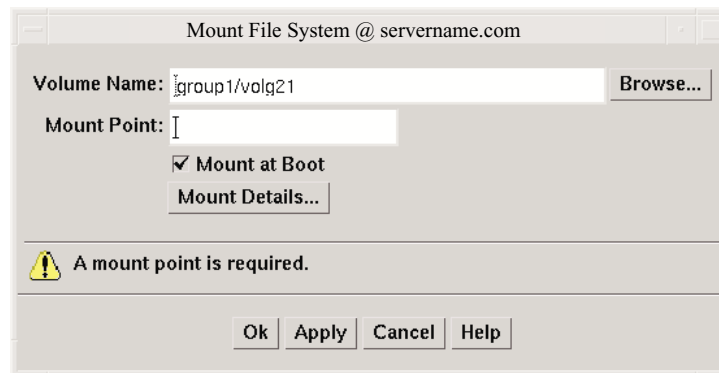 Mount File System @ servername.com
Volume Name: group1/volg21 Browse...
Mount Point:
Mount at Boot
Mount Details...
A mount point is required.
Ok Apply Cancel Help